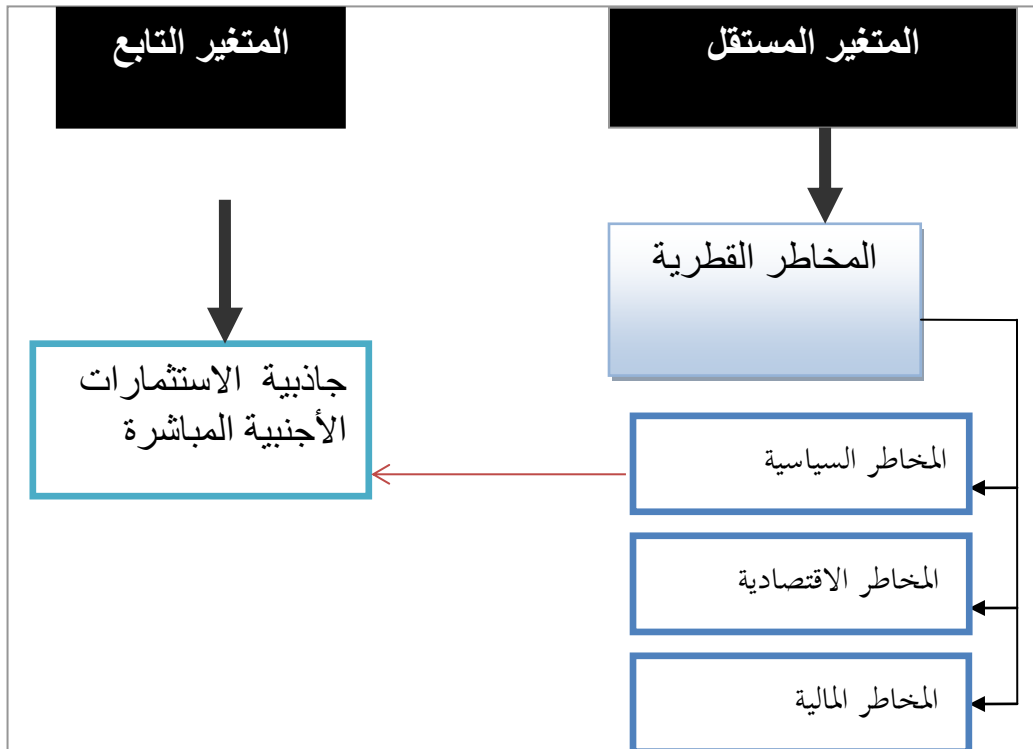 المتغير المستقل
المتغير التابع
المخاطر القطرية
جاذبية الاستثمارات
الأجنبية المباشرة
المخاطر السياسية
المخاطر الاقتصادية
المخاطر المالية